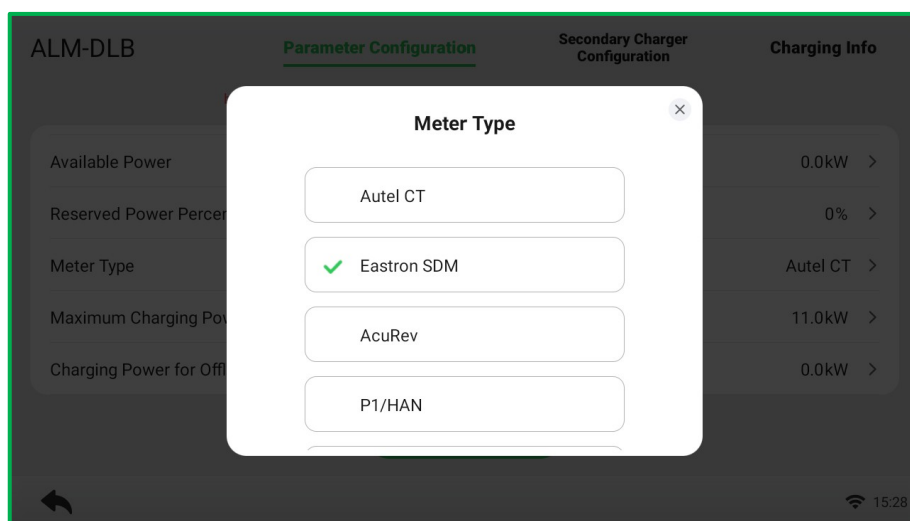 ALM-DLB
Parameter Configuration
Secondary Charger
Configuration
Charging Info
Meter Type
Autel CT
Eastron SDM
AcuRev
P1/HAN
Available Power
0.0kW
Reserved Power Percer
0%
Meter Type
Autel CT
Maximum Charging Pow
11.0kW
Charging Power for Offl
0.0kW
15:28